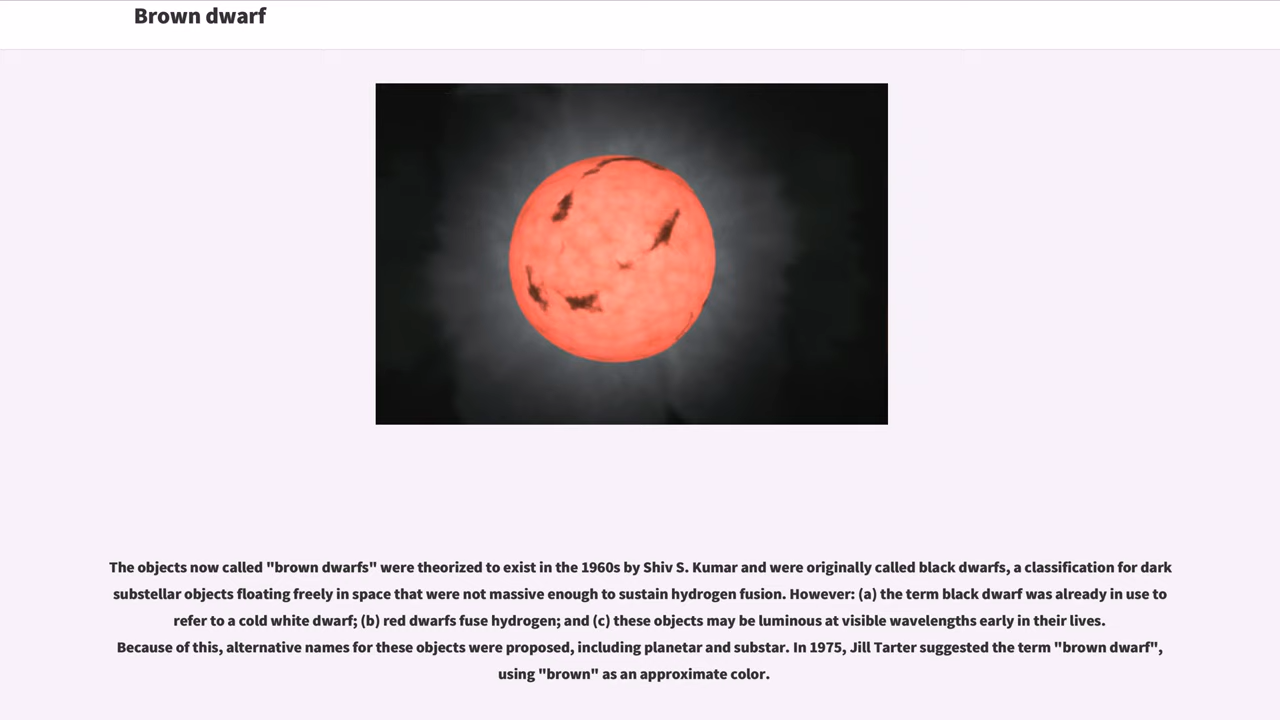 Brown dwarf
The objects now called "brown dwarfs" were theorized to exist in the 1960s by Shiv S. Kumar and were originally called black dwarfs, a classification for dark
substellar objects floating freely in space that were not massive enough to sustain hydrogen fusion. However: (a) the term black dwarf was already in use to
refer to a cold white dwarf; (b) red dwarfs fuse hydrogen; and (c) these objects may be luminous at visible wavelengths early in their lives.
Because of this, alternative names for these objects were proposed, including planetar and substar. In 1975, Jill Tarter suggested the term "brown dwarf",
using "brown" as an approximate color.